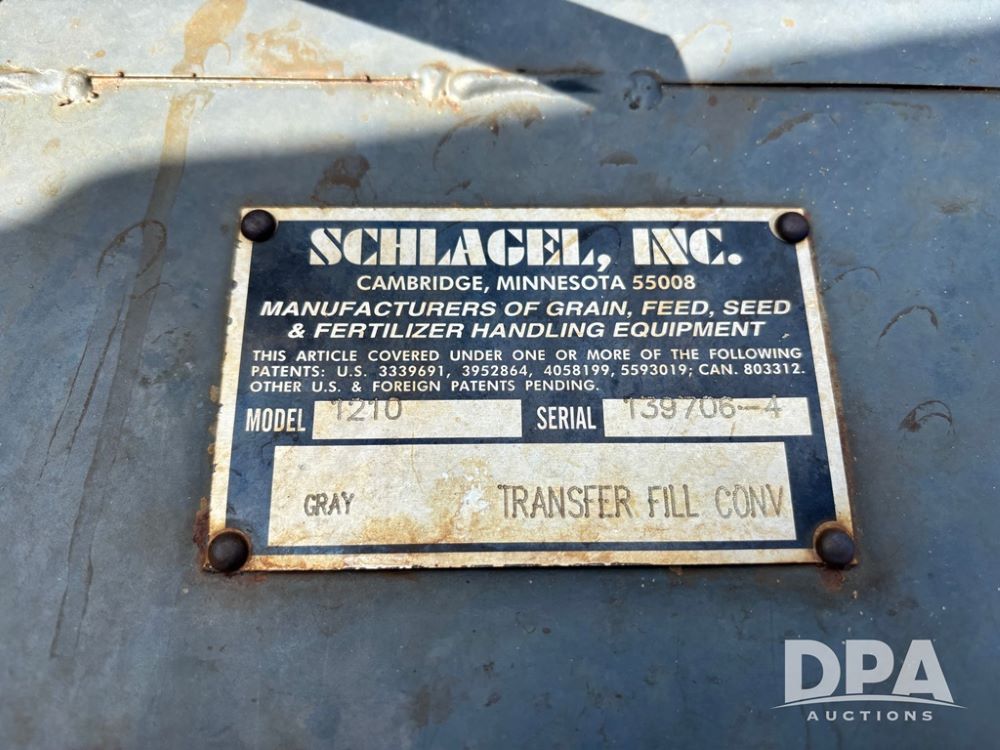 SCHLAGEL, INC.
CAMBRIDGE, MINNESOTA 55008
MANUFACTURERS OF GRAIN, FEED, SEED
& FERTILIZER HANDLING EQUIPMENT
THIS ARTICLE COVERED UNDER ONE OR MORE OF THE FOLLOWING
PATENTS: U.S. 3339691, 3952864, 4058199, 5593019; CAN. 803312.
OTHER U.S. & FOREIGN PATENTS PENDING.
MODEL 1210 SERIAL 139706-4
GRAY TRANSFER FILL CONV
DPA
AUCTIONS